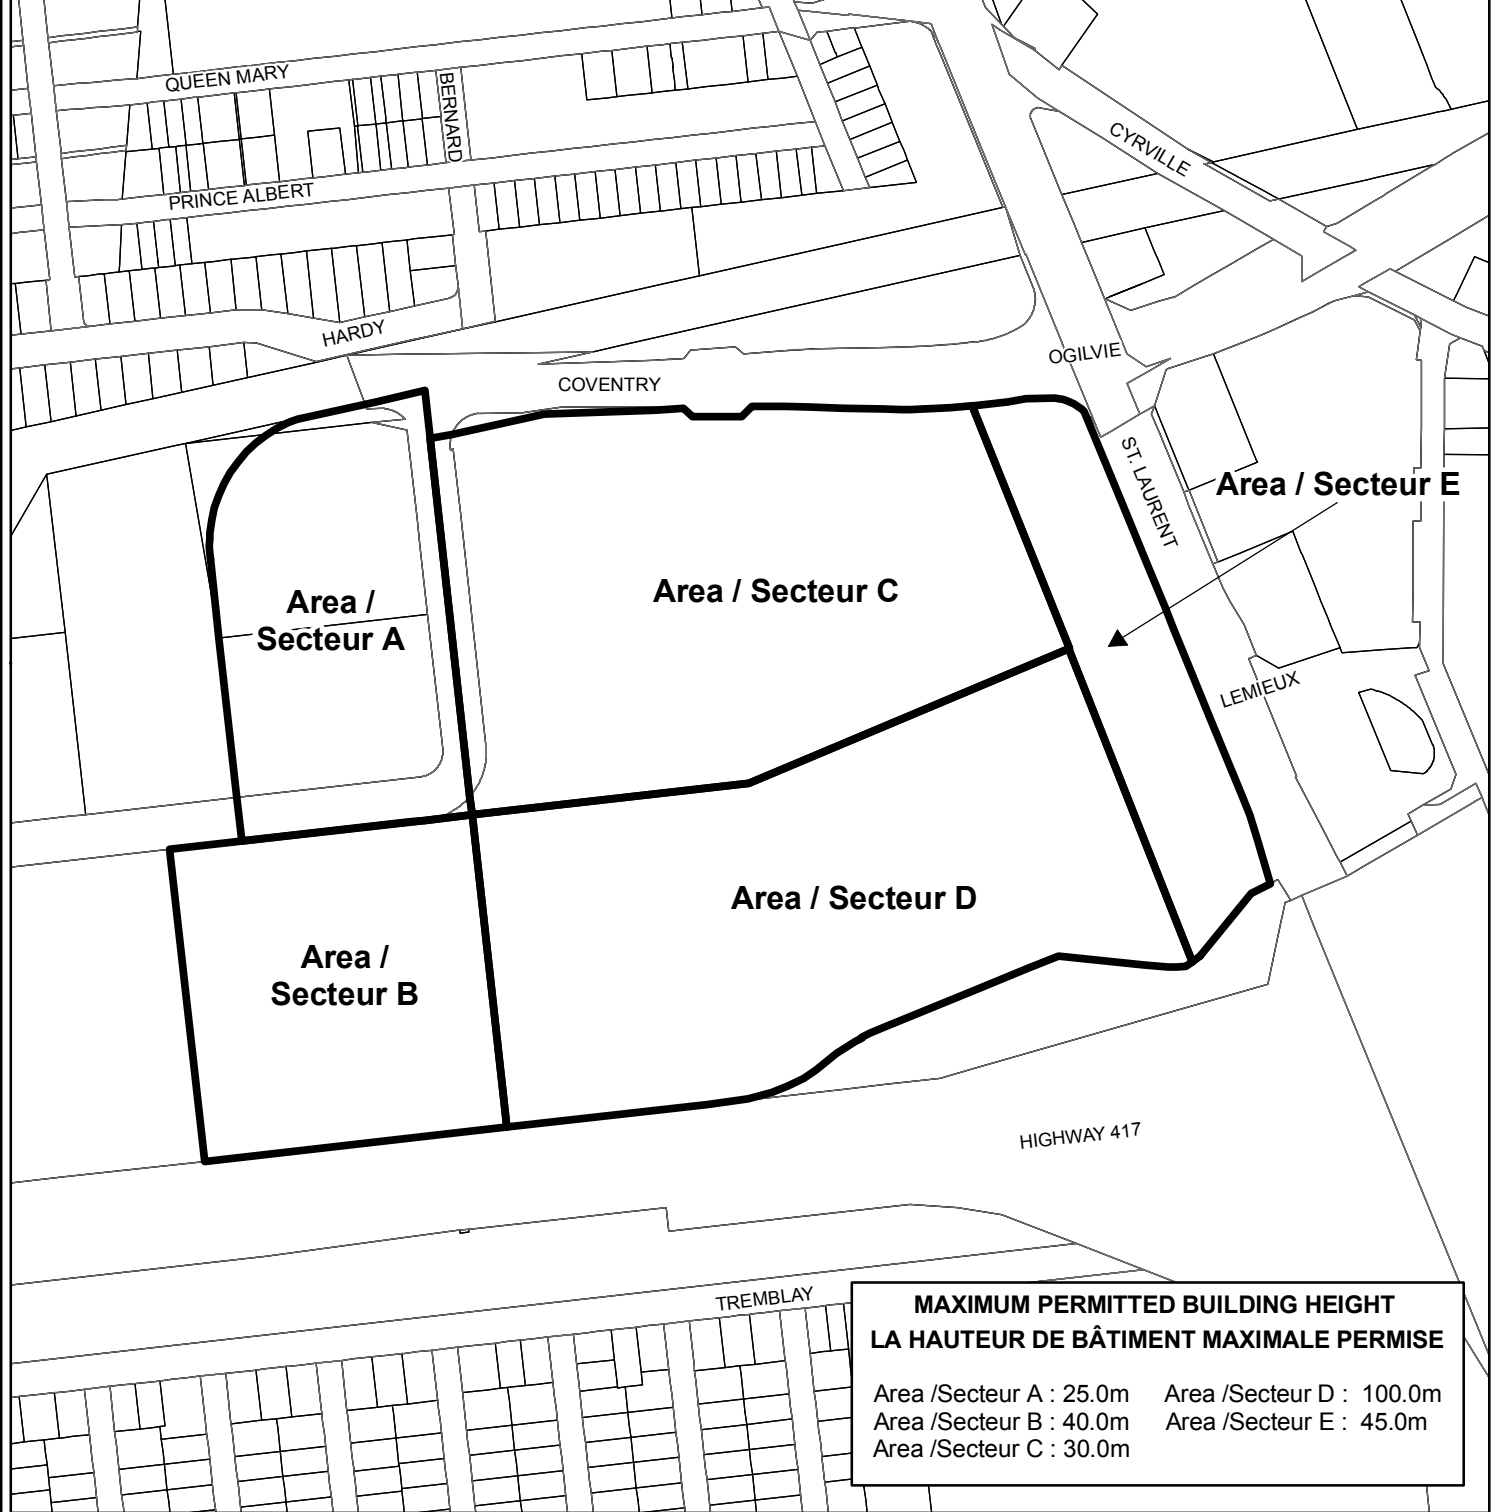 QUEEN MARY
BERNARD
PRINCE ALBERT
CYRVILLE
HARDY
OGILVIE
COVENTRY
ST. LAURENT
Area / Secteur E
Area /
Secteur A
Area / Secteur C
LEMIEUX
Area / Secteur D
Area /
Secteur B
HIGHWAY 417
TREMBLAY
MAXIMUM PERMITTED BUILDING HEIGHT
LA HAUTEUR DE BÂTIMENT MAXIMALE PERMISE
Area /Secteur A : 25.0m Area /Secteur D : 100.0m
Area /Secteur B : 40.0m Area /Secteur E : 45.0m
Area /Secteur C : 30.0m